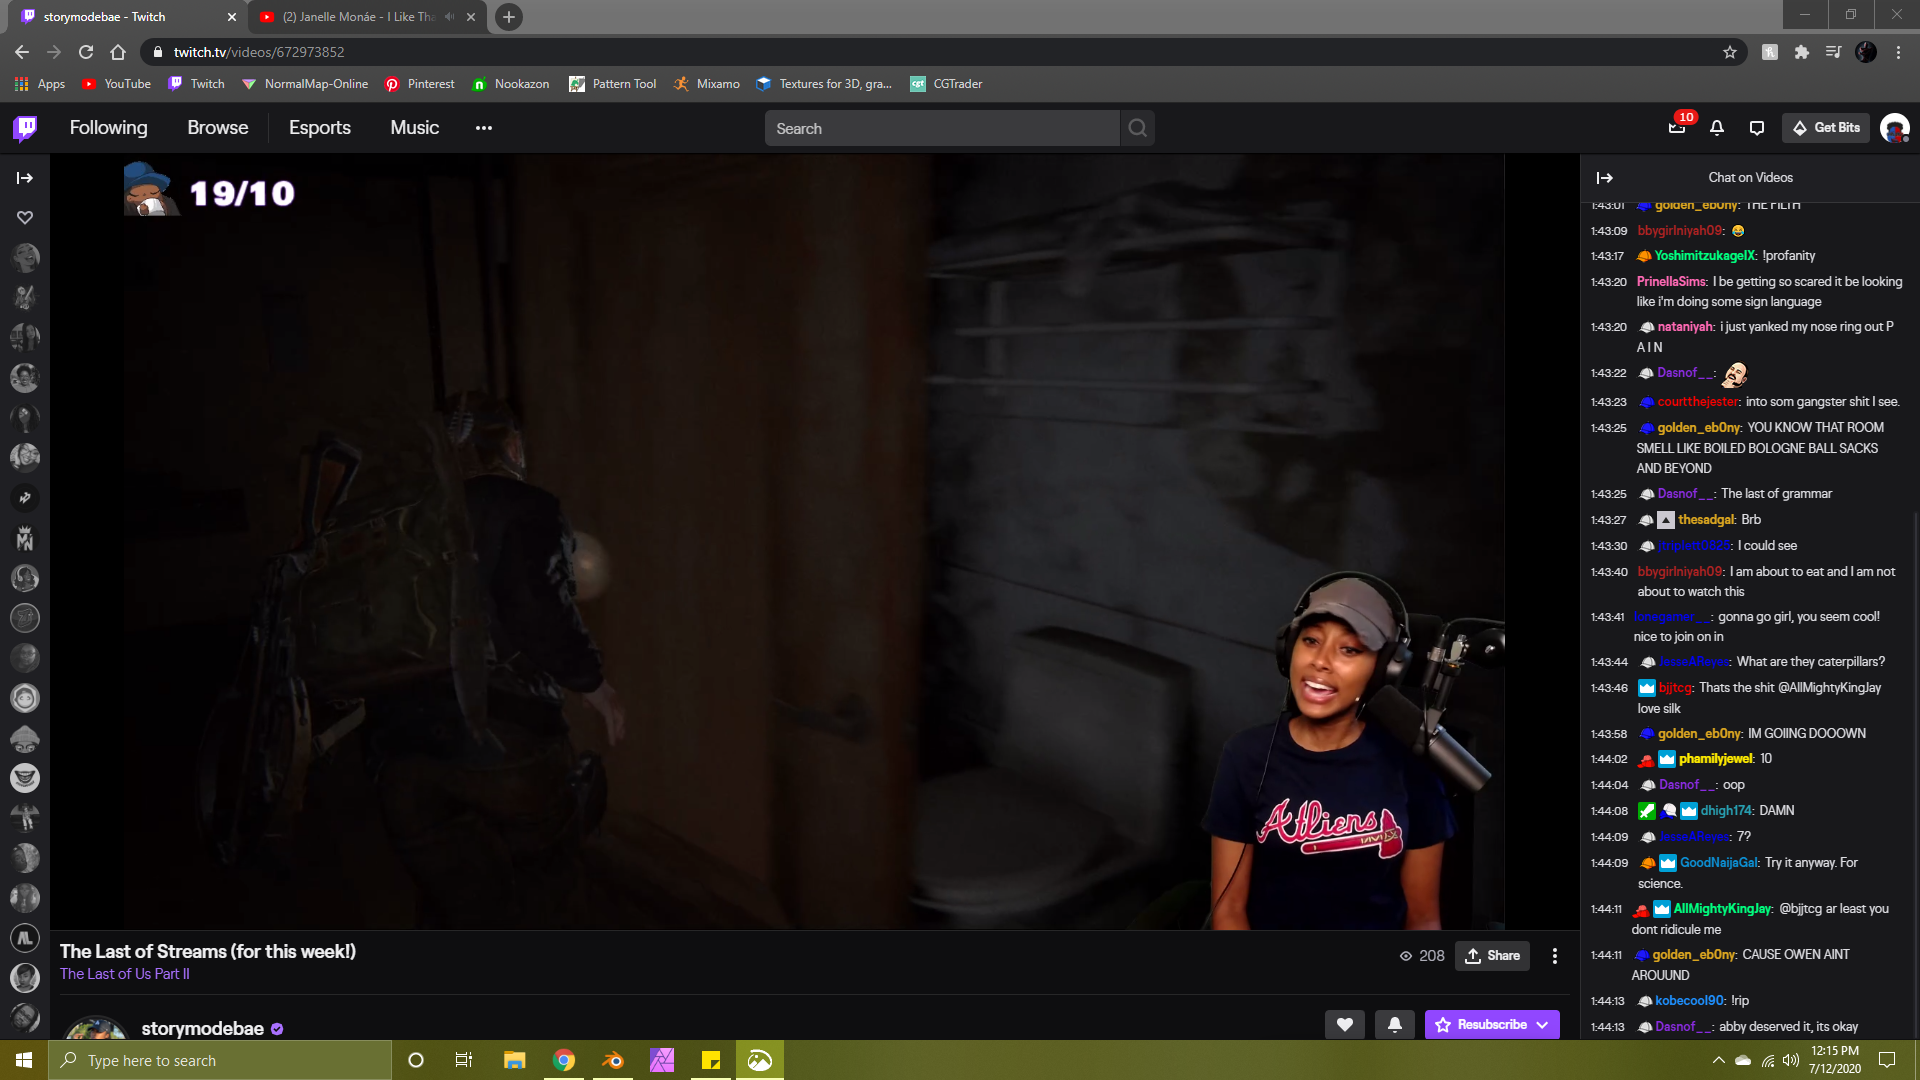 storymodebae - Twitch
(2) Janelle Monáe - I Like Tha
twitch.tv/videos/672973852
Apps YouTube Twitch NormalMap-Online Pinterest Nookazon Pattern Tool Mixamo Textures for 3D, gra... CGTrader
Following Browse Esports Music Search 10 Get Bits
19/10
Atliens
Chat on Videos
1:43:01 golden_eb0ny: THE FILTH
1:43:09 bbygirlniyah09:
1:43:17 YoshimitzukageIX: !profanity
1:43:20 PrinellaSims: I be getting so scared it be looking
like i'm doing some sign language
1:43:20 nataniyah: i just yanked my nose ring out P
A I N
1:43:22 Dasnof__:
1:43:23 courtthejester: into som gangster shit I see.
1:43:25 golden_eb0ny: YOU KNOW THAT ROOM
SMELL LIKE BOILED BOLOGNE BALL SACKS
AND BEYOND
1:43:25 Dasnof__: The last of grammar
1:43:27 thesadgal: Brb
1:43:30 : I could see
1:43:40 bbygirlniyah09: I am about to eat and I am not
about to watch this
1:43:41 : gonna go girl, you seem cool!
nice to join on in
1:43:44 JesseAReyes: What are they caterpillars?
1:43:46 bjjtcg: Thats the shit @AllMightyKingJay
love silk
1:43:58 golden_eb0ny: IM GOIING DOOOWN
1:44:02 phamilyjewel: 10
1:44:04 Dasnof__: oop
1:44:08 dhigh174: DAMN
1:44:09 JesseAReyes: 7?
1:44:09 GoodNaijaGal: Try it anyway. For
science.
1:44:11 AllMightyKingJay: @bjjtcg ar least you
dont ridicule me
1:44:11 golden_eb0ny: CAUSE OWEN AINT
AROUUND
1:44:13 kobecool90: !rip
1:44:13 Dasnof__: abby deserved it, its okay
The Last of Streams (for this week!)
The Last of Us Part II
208 Share
storymodebae
Resubscribe
Type here to search
12:15 PM
7/12/2020